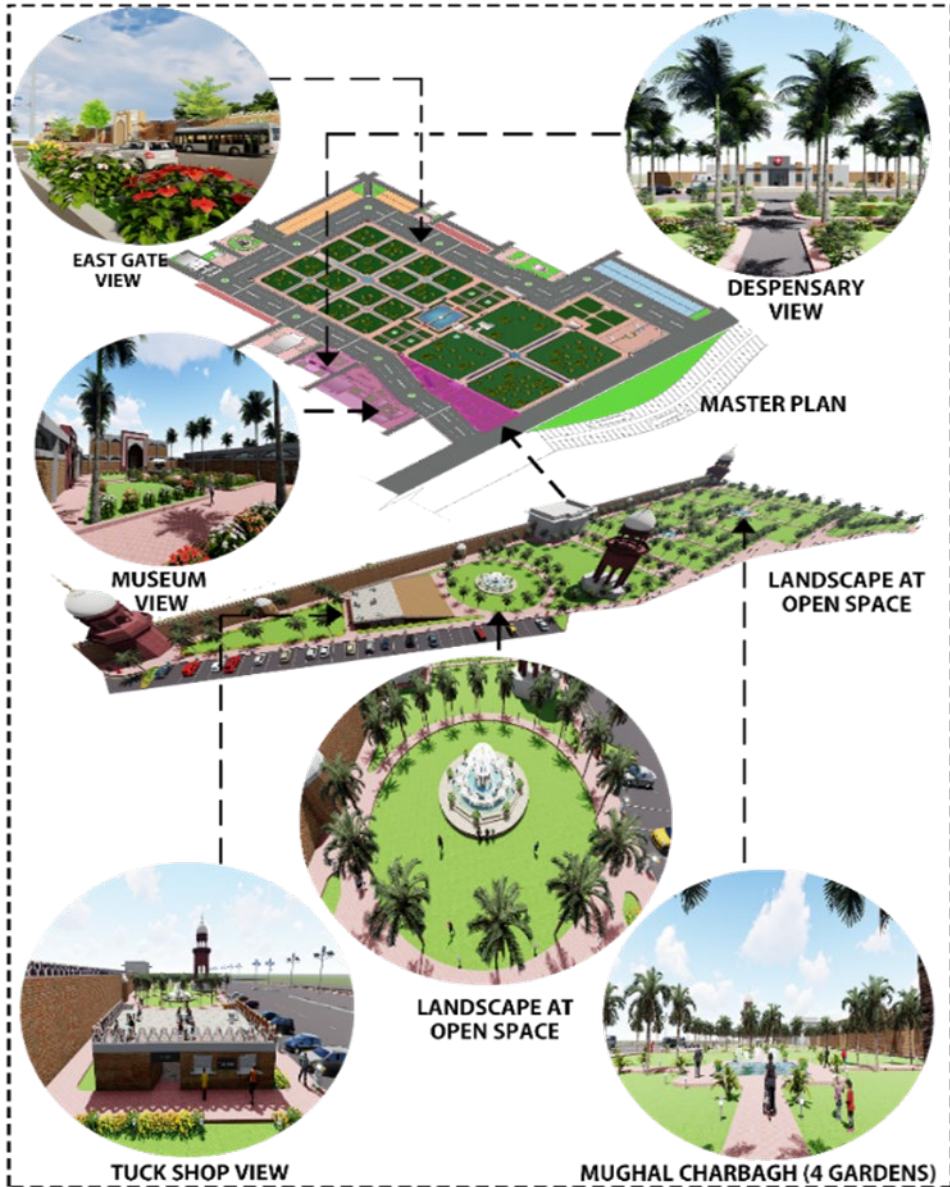 EAST GATE
VIEW
DESPENSARY
VIEW
MASTER PLAN
MUSEUM
VIEW
LANDSCAPE AT
OPEN SPACE
LANDSCAPE AT
OPEN SPACE
TUCK SHOP VIEW
MUGHAL CHARBAGH (4 GARDENS)